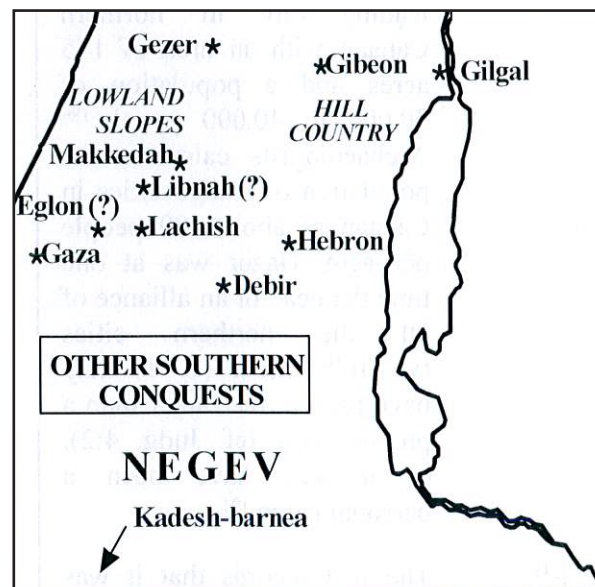 Gezer
Gibeon
Gilgal
LOWLAND
SLOPES
HILL
COUNTRY
Makkedah
Libnah (?)
Eglon (?)
Lachish
Gaza
Hebron
Debir
OTHER SOUTHERN
CONQUESTS
NEGEV
Kadesh-barnea